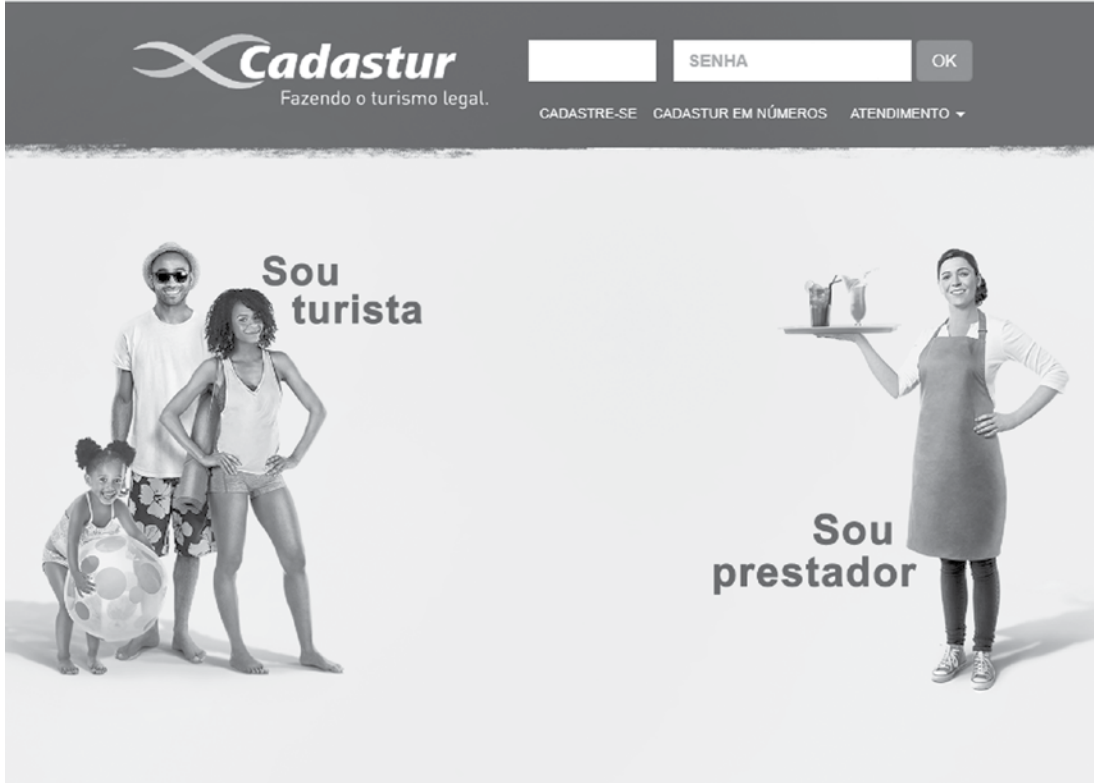 Cadastur
Fazendo o turismo legal.
SENHA
OK
CADASTRE-SE
CADASTUR EM NÚMEROS
ATENDIMENTO
Sou
turista
Sou
prestador